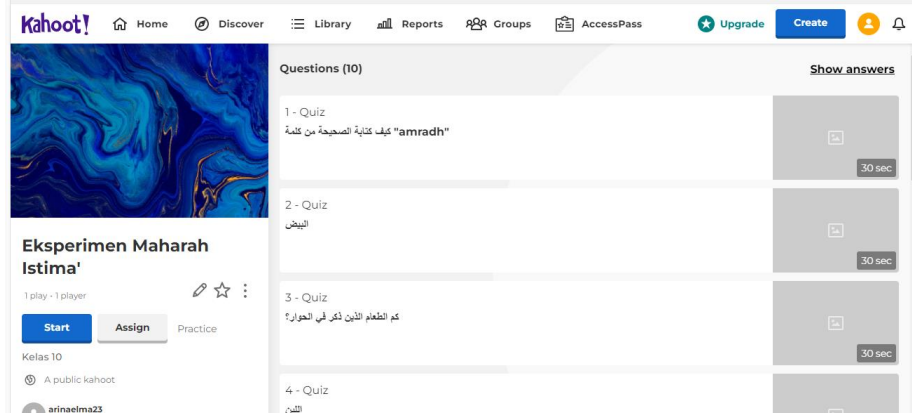 Kahoot! Home Discover Library Reports Groups AccessPass Upgrade Create
Questions (10) Show answers
1 - Quiz
كيف كتابة الصحيحة من كلمة "amradh"
30 sec
2 - Quiz
البيض
30 sec
3 - Quiz
كم الطعام الذين ذكر في الحوار؟
30 sec
4 - Quiz
اللبن
Eksperimen Maharah
Istima'
1 play · 1 player
Start Assign Practice
Kelas 10
A public kahoot
arinaelma23